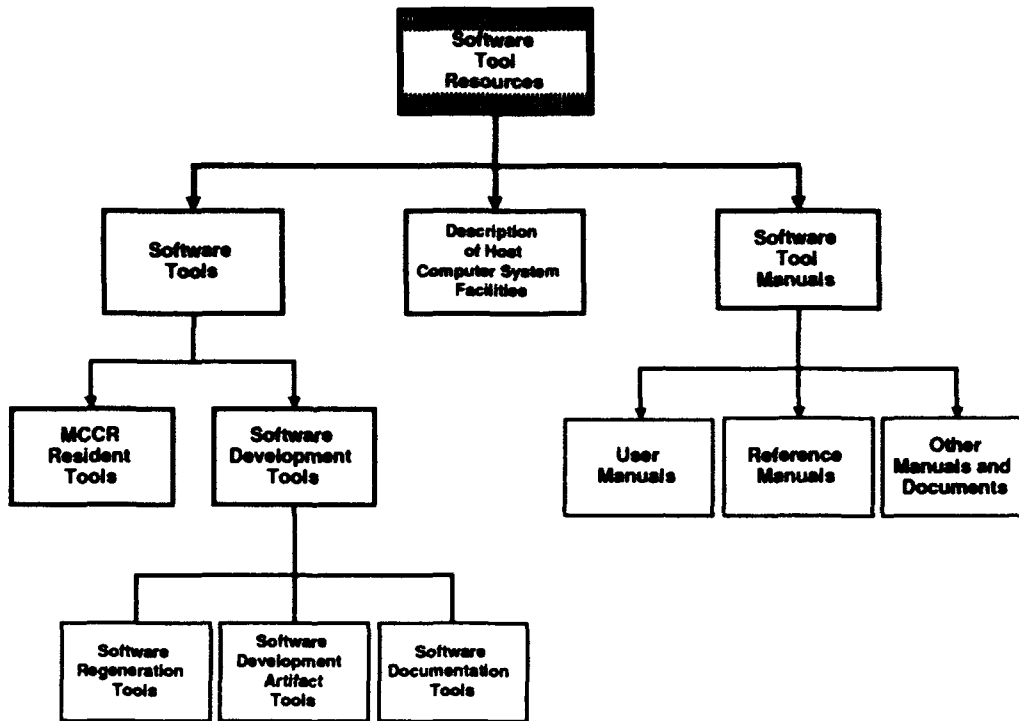 Software
Tool
Resources
Software
Tools
Description
of Host
Computer System
Facilities
Software
Tool
Manuals
MCCR
Resident
Tools
Software
Development
Tools
User
Manuals
Reference
Manuals
Other
Manuals and
Documents
Software
Regeneration
Tools
Software
Development
Artifact
Tools
Software
Documentation
Tools